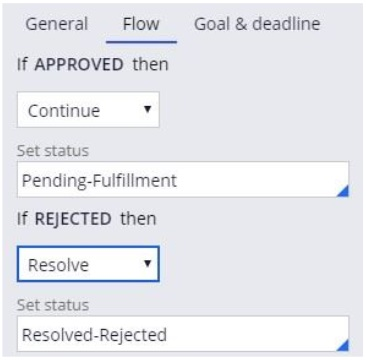 General Flow Goal & deadline
If APPROVED then
Continue
Set status
Pending-Fulfillment
If REJECTED then
Resolve
Set status
Resolved-Rejected